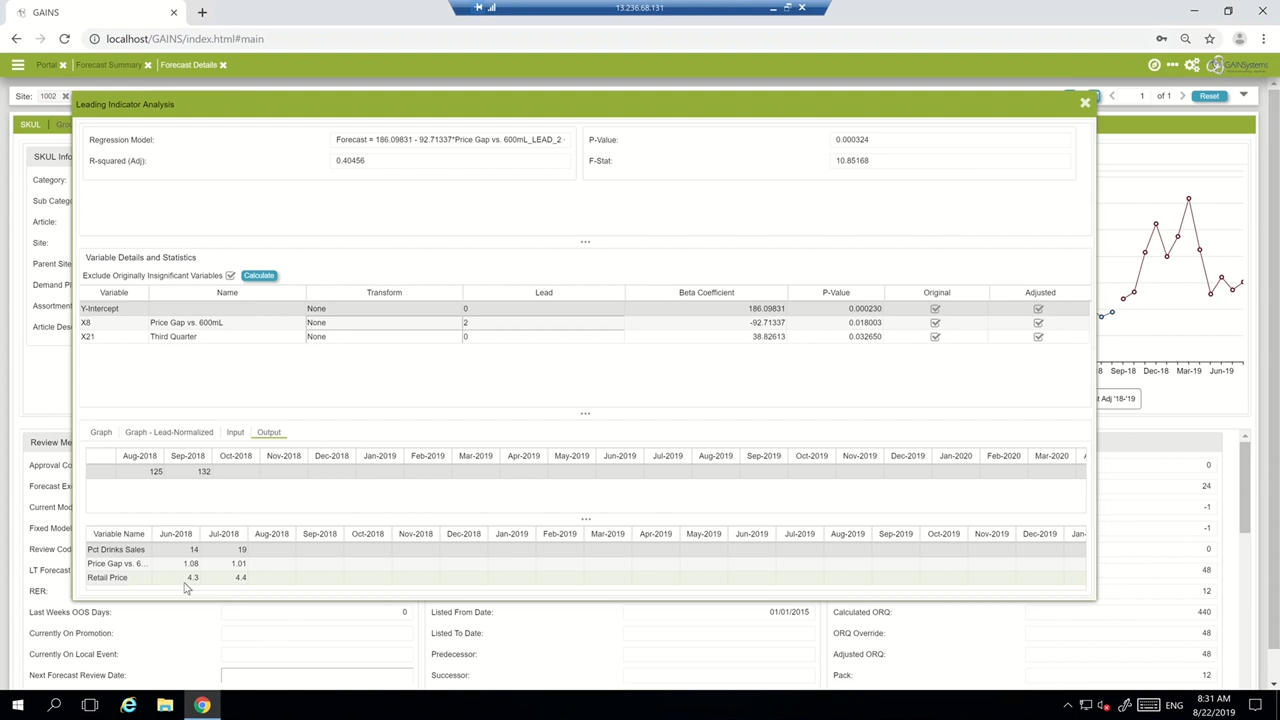 GAINS
13.236.68.131
localhost/GAINS/index.html#main
Portal Forecast Summary Forecast Details
GAINSystems
Site: 1002 1 of 1 Reset
Leading Indicator Analysis
SKUL
SKUL Info
Category:
Sub Categ
Article:
Site:
Parent Site
Demand Pl
Assortmen
Article Des
Regression Model: Forecast = 186.09831 - 92.71337*Price Gap vs. 600mL_LEAD_2 P-Value: 0.000324
R-squared (Adj): 0.40456 F-Stat: 10.85168
Variable Details and Statistics
Exclude Originally Insignificant Variables Calculate
Variable Name Transform Lead Beta Coefficient P-Value Original Adjusted
Y-Intercept None 0 186.09831 0.000230
X8 Price Gap vs. 600mL None 2 -92.71337 0.018003
X21 Third Quarter None 0 38.82613 0.032650
8 Sep-18 Dec-18 Mar-19 Jun-19
t Adj '18-'19
Graph Graph - Lead-Normalized Input Output
Aug-2018 Sep-2018 Oct-2018 Nov-2018 Dec-2018 Jan-2019 Feb-2019 Mar-2019 Apr-2019 May-2019 Jun-2019 Jul-2019 Aug-2019 Sep-2019 Oct-2019 Nov-2019 Dec-2019 Jan-2020 Feb-2020 Mar-2020 A
125 132
Variable Name Jun-2018 Jul-2018 Aug-2018 Sep-2018 Oct-2018 Nov-2018 Dec-2018 Jan-2019 Feb-2019 Mar-2019 Apr-2019 May-2019 Jun-2019 Jul-2019 Aug-2019 Sep-2019 Oct-2019 Nov-2019 Dec-2019 Jan-
Pct Drinks Sales 14 19
Price Gap vs. 6... 1.08 1.01
Retail Price 4.3 4.4
Review Me
Approval Co 0
Forecast Ex 24
Current Mod -1
Fixed Model -1
Review Cod 0
LT Forecast 48
RER: 12
Last Weeks OOS Days: 0 Listed From Date: 01/01/2015 Calculated ORQ: 440
Currently On Promotion: Listed To Date: ORQ Override: 48
Currently On Local Event: Predecessor: Adjusted ORQ: 48
Next Forecast Review Date: Successor: Pack: 12
ENG
8:31 AM
8/22/2019